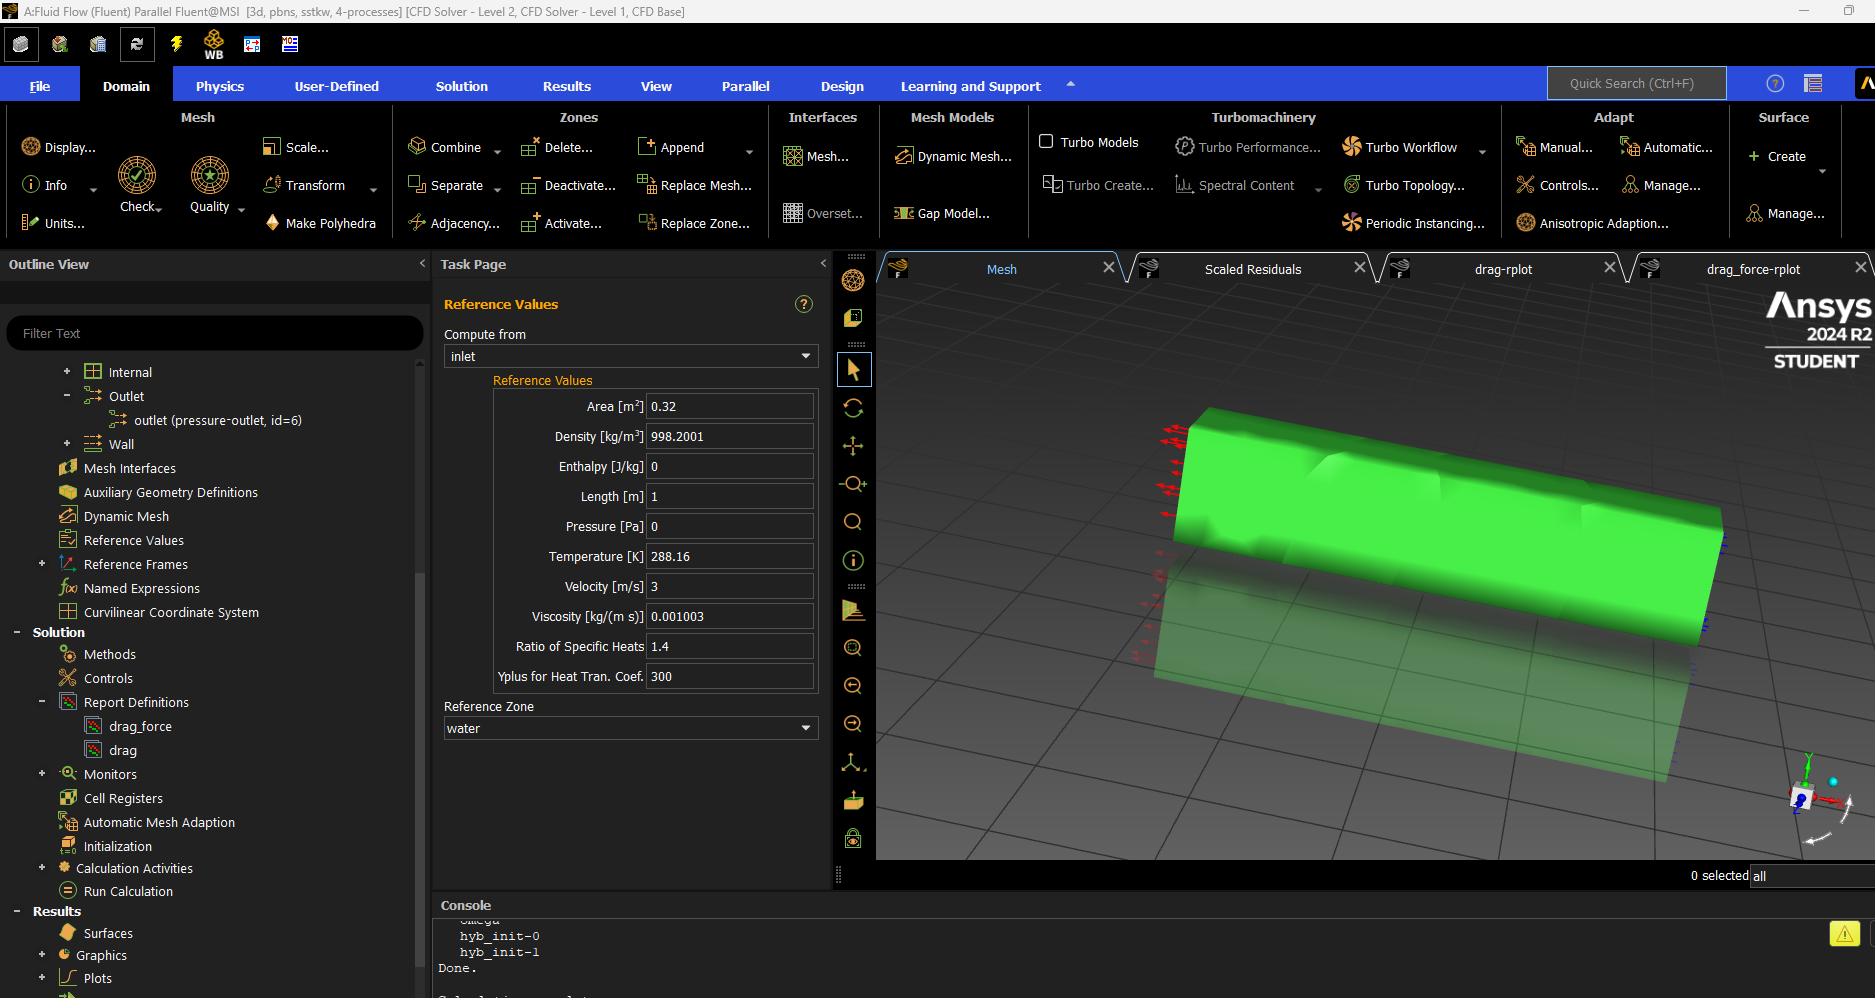 A:Fluid Flow (Fluent) Parallel Fluent@MSI [3d, pbns, sstkw, 4-processes] [CFD Solver - Level 2, CFD Solver - Level 1, CFD Base]
WB
File Domain Physics User-Defined Solution Results View Parallel Design Learning and Support Quick Search (Ctrl+F)
Mesh
Display...
Info
Units...
Check
Quality
Scale...
Transform
Make Polyhedra
Zones
Combine
Separate
Adjacency...
Delete...
Deactivate...
Activate...
Append
Replace Mesh...
Replace Zone...
Interfaces
Mesh...
Overset...
Mesh Models
Dynamic Mesh...
Gap Model...
Turbomachinery
Turbo Models
Turbo Create...
Turbo Performance...
Spectral Content
Turbo Workflow
Turbo Topology...
Periodic Instancing...
Adapt
Manual...
Controls...
Anisotropic Adaption...
Automatic...
Manage...
Surface
Create
Manage...
Outline View
Filter Text
Internal
Outlet
outlet (pressure-outlet, id=6)
Wall
Mesh Interfaces
Auxiliary Geometry Definitions
Dynamic Mesh
Reference Values
Reference Frames
Named Expressions
Curvilinear Coordinate System
Solution
Methods
Controls
Report Definitions
drag_force
drag
Monitors
Cell Registers
Automatic Mesh Adaption
Initialization
Calculation Activities
Run Calculation
Results
Surfaces
Graphics
Plots
Task Page
Reference Values
Compute from
inlet
Reference Values
Area [m²] 0.32
Density [kg/m³] 998.2001
Enthalpy [J/kg] 0
Length [m] 1
Pressure [Pa] 0
Temperature [K] 288.16
Velocity [m/s] 3
Viscosity [kg/(m s)] 0.001003
Ratio of Specific Heats 1.4
Yplus for Heat Tran. Coef. 300
Reference Zone
water
Mesh
Scaled Residuals
drag-rplot
drag_force-rplot
Ansys
2024 R2
STUDENT
0 selected all
Console
omega
hyb_init-0
hyb_init-1
Done.